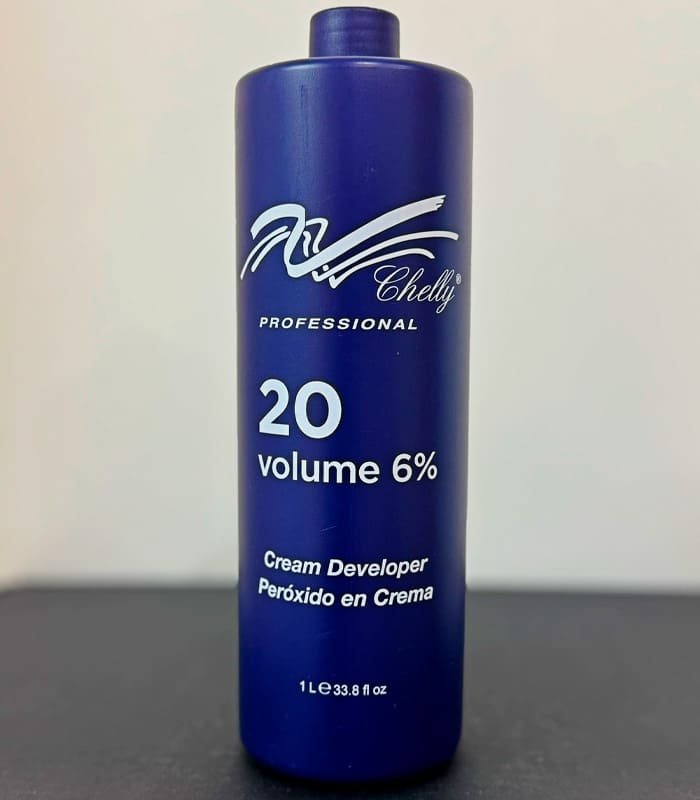 Chelly®
PROFESSIONAL
20
volume 6%
Cream Developer
Peróxido en Crema
1 L ℮ 33.8 fl oz